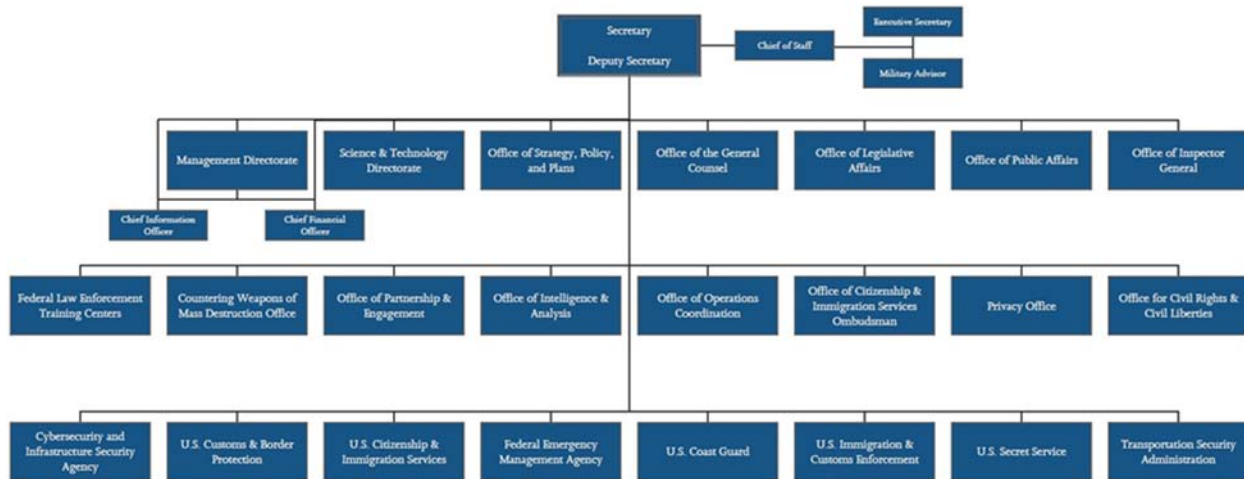 Secretary
Deputy Secretary
Chief of Staff
Executive Secretary
Military Advisor
Management Directorate
Science & Technology
Directorate
Office of Strategy, Policy,
and Plans
Office of the General
Counsel
Office of Legislative
Affairs
Office of Public Affairs
Office of Inspector
General
Chief Information
Officer
Chief Financial
Officer
Federal Law Enforcement
Training Centers
Countering Weapons of
Mass Destruction Office
Office of Partnership &
Engagement
Office of Intelligence &
Analysis
Office of Operations
Coordination
Office of Citizenship &
Immigration Services
Ombudsman
Privacy Office
Office for Civil Rights &
Civil Liberties
Cybersecurity and
Infrastructure Security
Agency
U.S. Customs & Border
Protection
U.S. Citizenship &
Immigration Services
Federal Emergency
Management Agency
U.S. Coast Guard
U.S. Immigration &
Customs Enforcement
U.S. Secret Service
Transportation Security
Administration